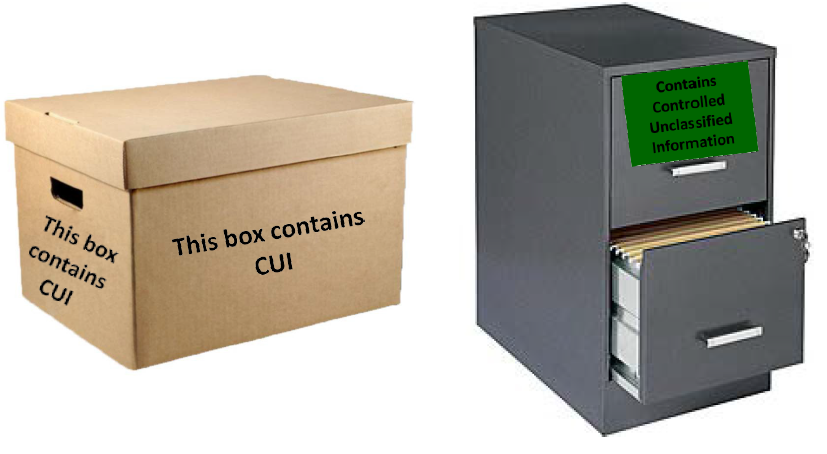 This box
contains
CUI
This box contains
CUI
Contains
Controlled
Unclassified
Information